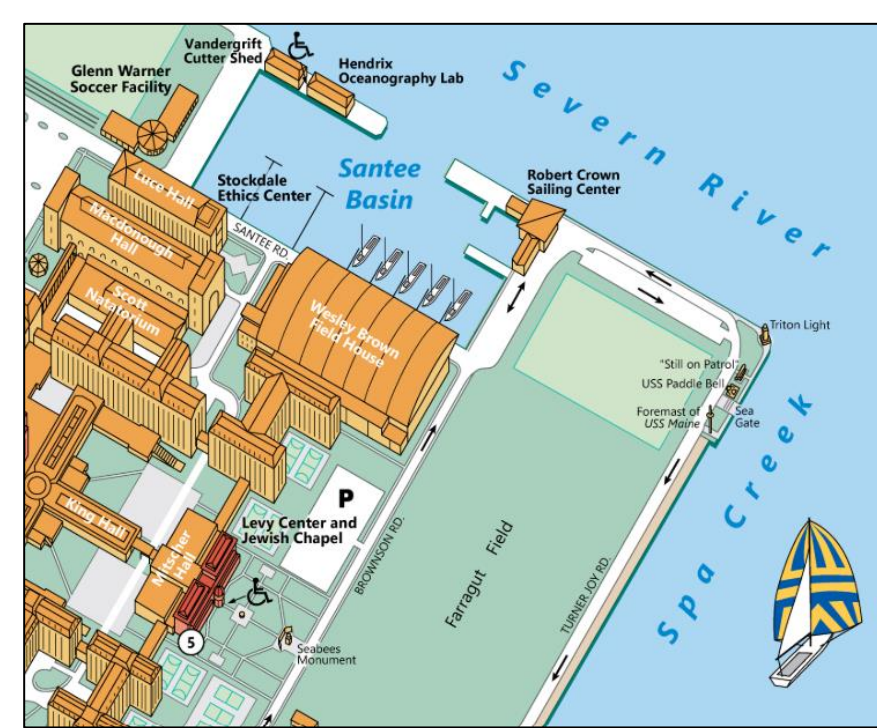 Vandergrift
Cutter Shed
Hendrix
Oceanography Lab
Glenn Warner
Soccer Facility
Severn River
Santee
Basin
Stockdale
Ethics Center
Robert Crown
Sailing Center
Luce Hall
SANTEE RD.
Macdonough
Hall
Scott
Natatorium
Wesley Brown
Field House
Triton Light
"Still on Patrol"
USS Paddle Bell
Foremast of
USS Maine
Sea
Gate
Spa Creek
P
King Hall
Levy Center and
Jewish Chapel
Mitscher
Hall
BROWNSON RD.
Farragut Field
TURNER JOY RD.
5
Seabees
Monument